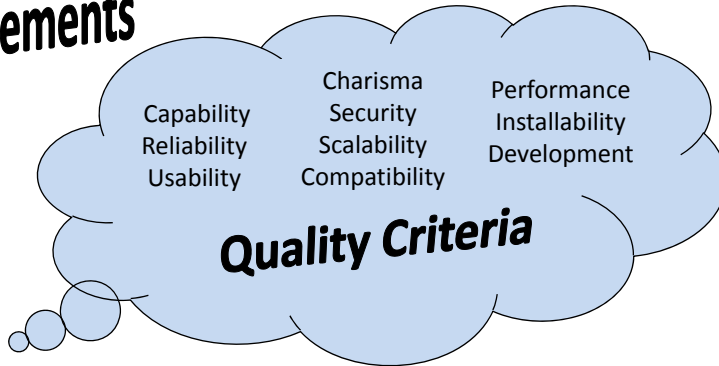 ements
Capability
Reliability
Usability
Charisma
Security
Scalability
Compatibility
Performance
Installability
Development
Quality Criteria